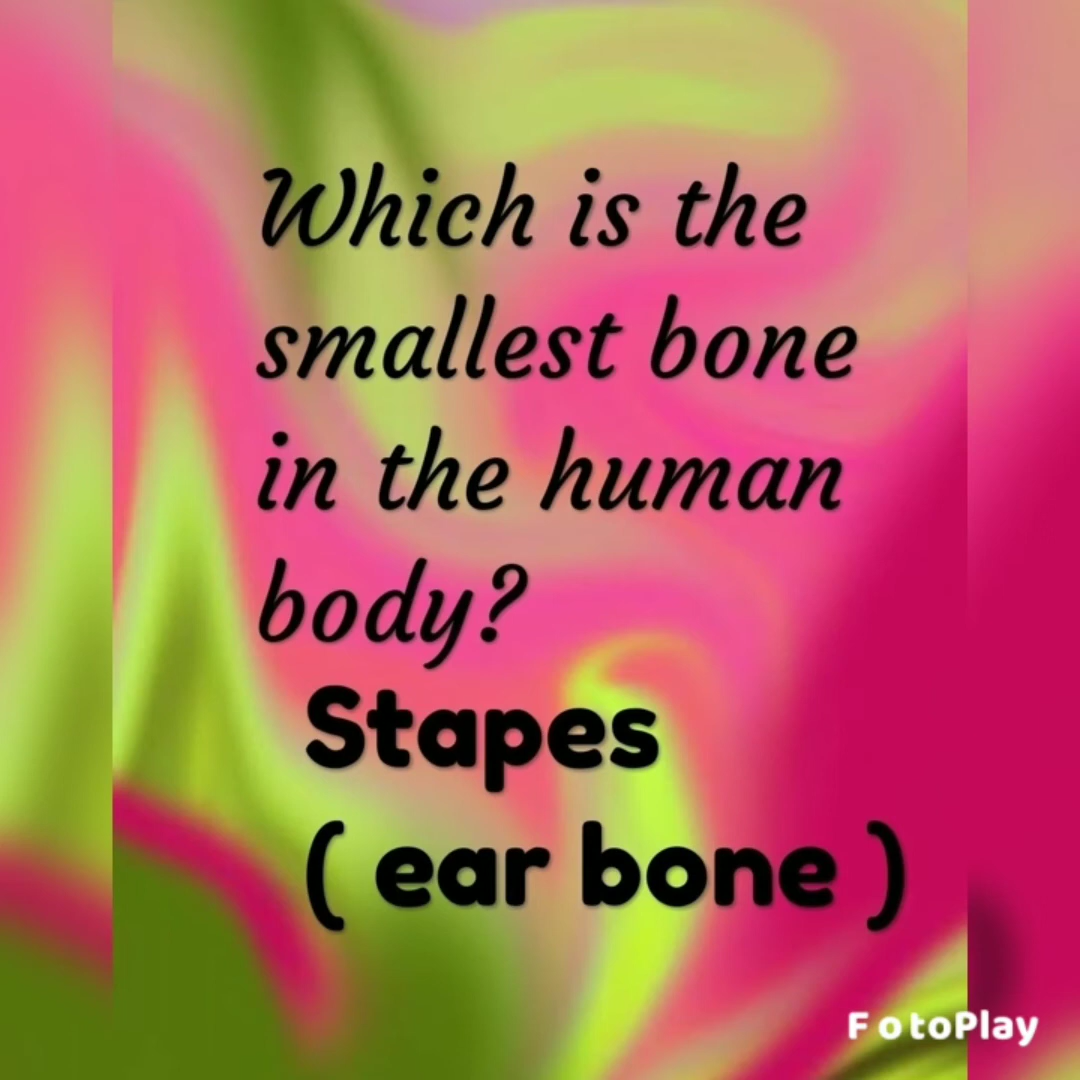 Which is the
smallest bone
in the human
body?
Stapes
( ear bone )
FotoPlay